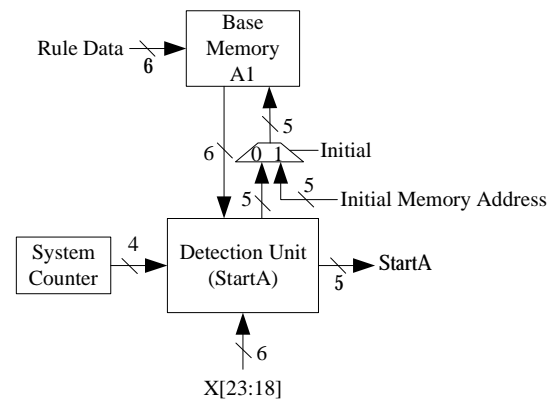 Base
Memory
A1
Rule Data
6
5
6
0 1
Initial
5
5
Initial Memory Address
System
Counter
4
Detection Unit
(StartA)
5
StartA
6
X[23:18]